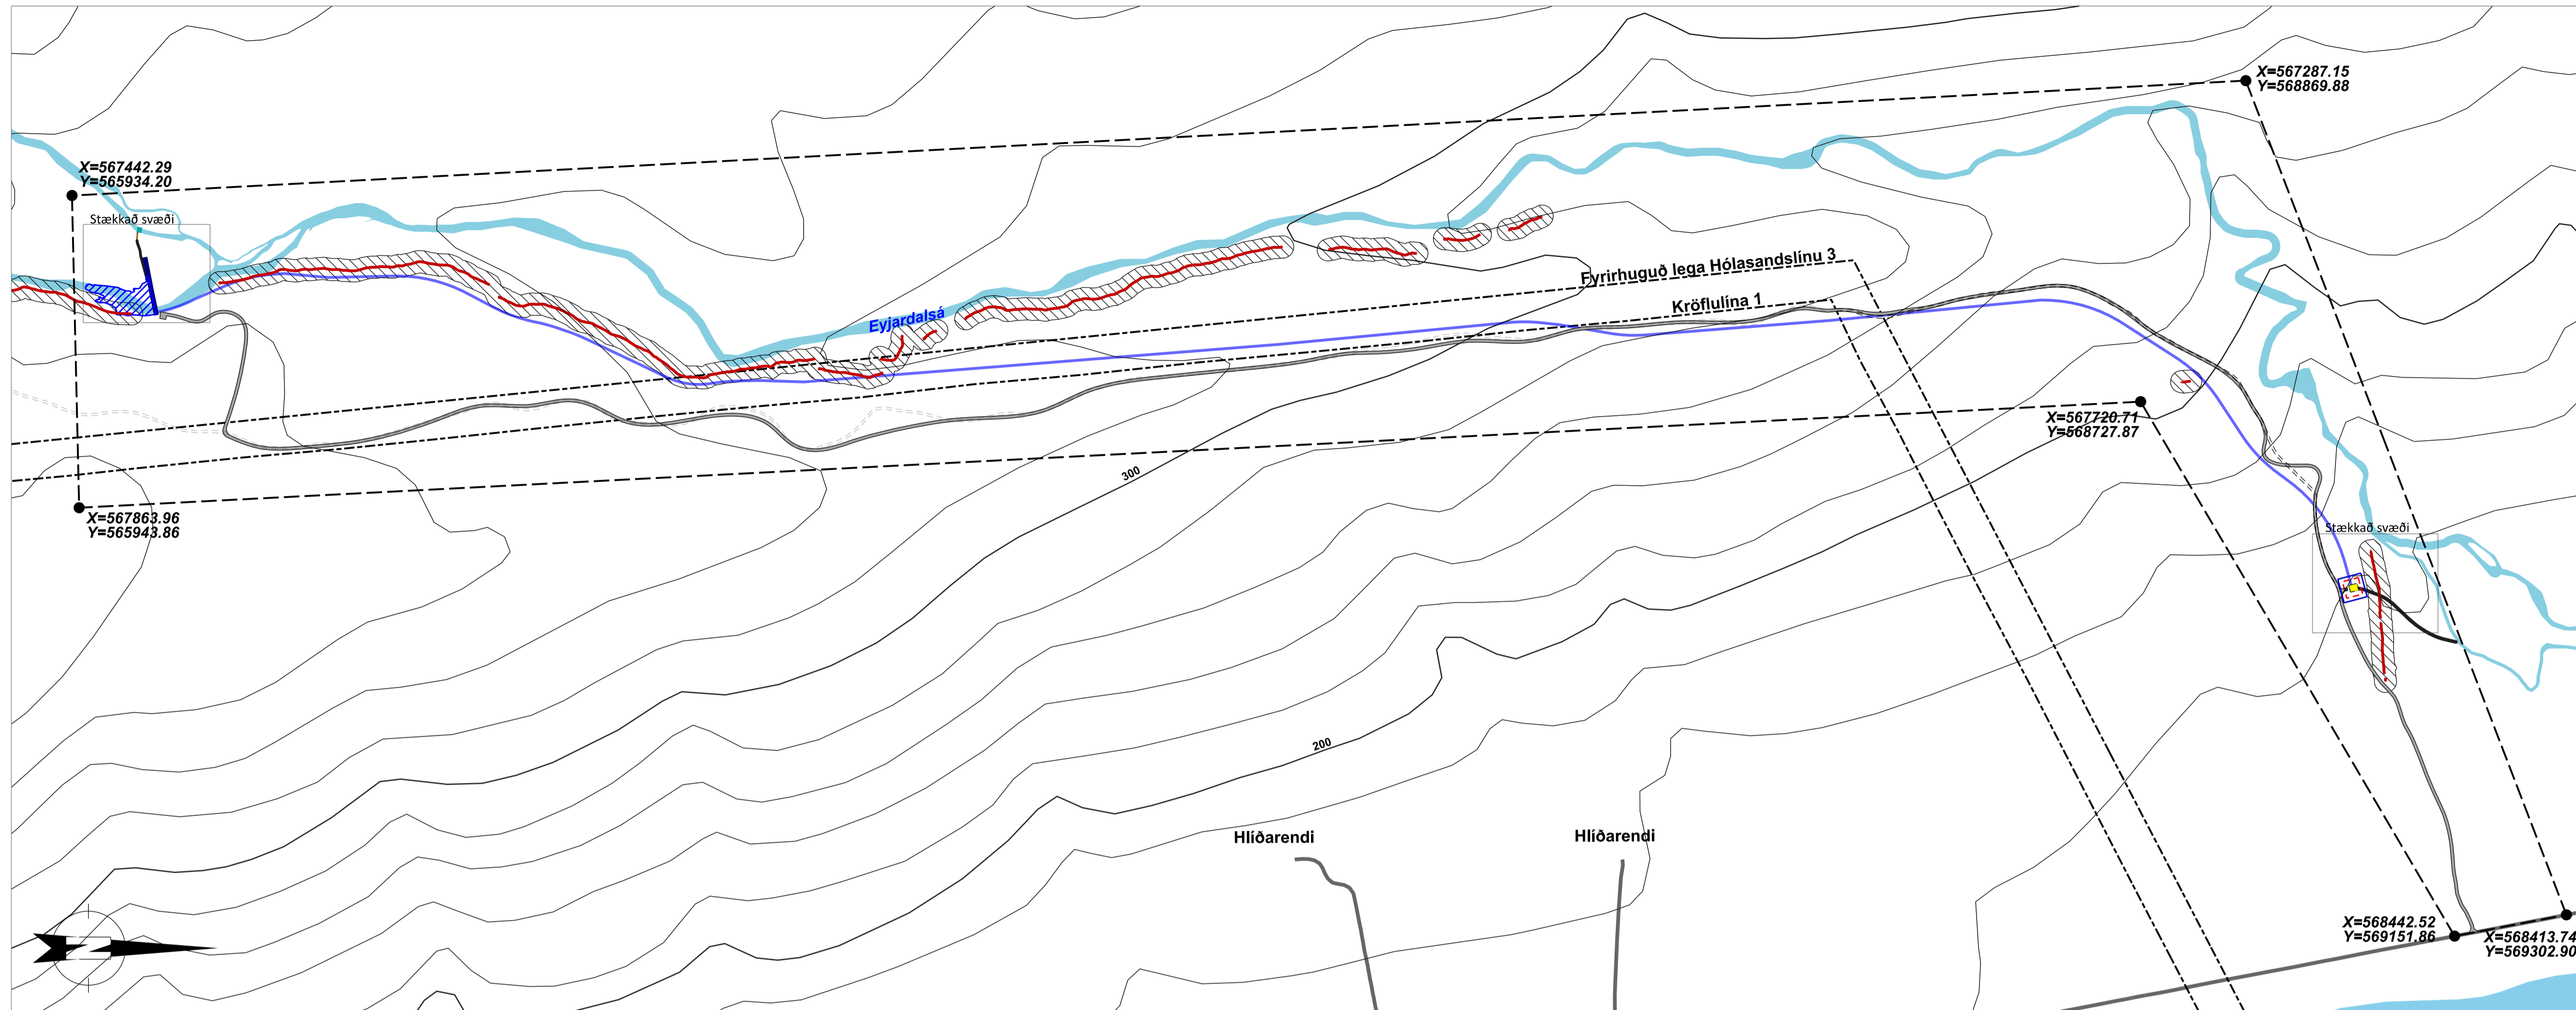 X=567287.15
Y=568869.88
X=567442.29
Y=565934.20
Stækkað svæði
Fyrirhuguð lega Hólasandslínu 3
Kröflulína 1
Eyjardalsá
X=567720.71
Y=568727.87
300
X=567863.96
Y=565943.86
Stækkað svæði
200
Hlíðarendi
Hlíðarendi
X=568442.52
Y=569151.86
X=568413.74
Y=569302.90
N